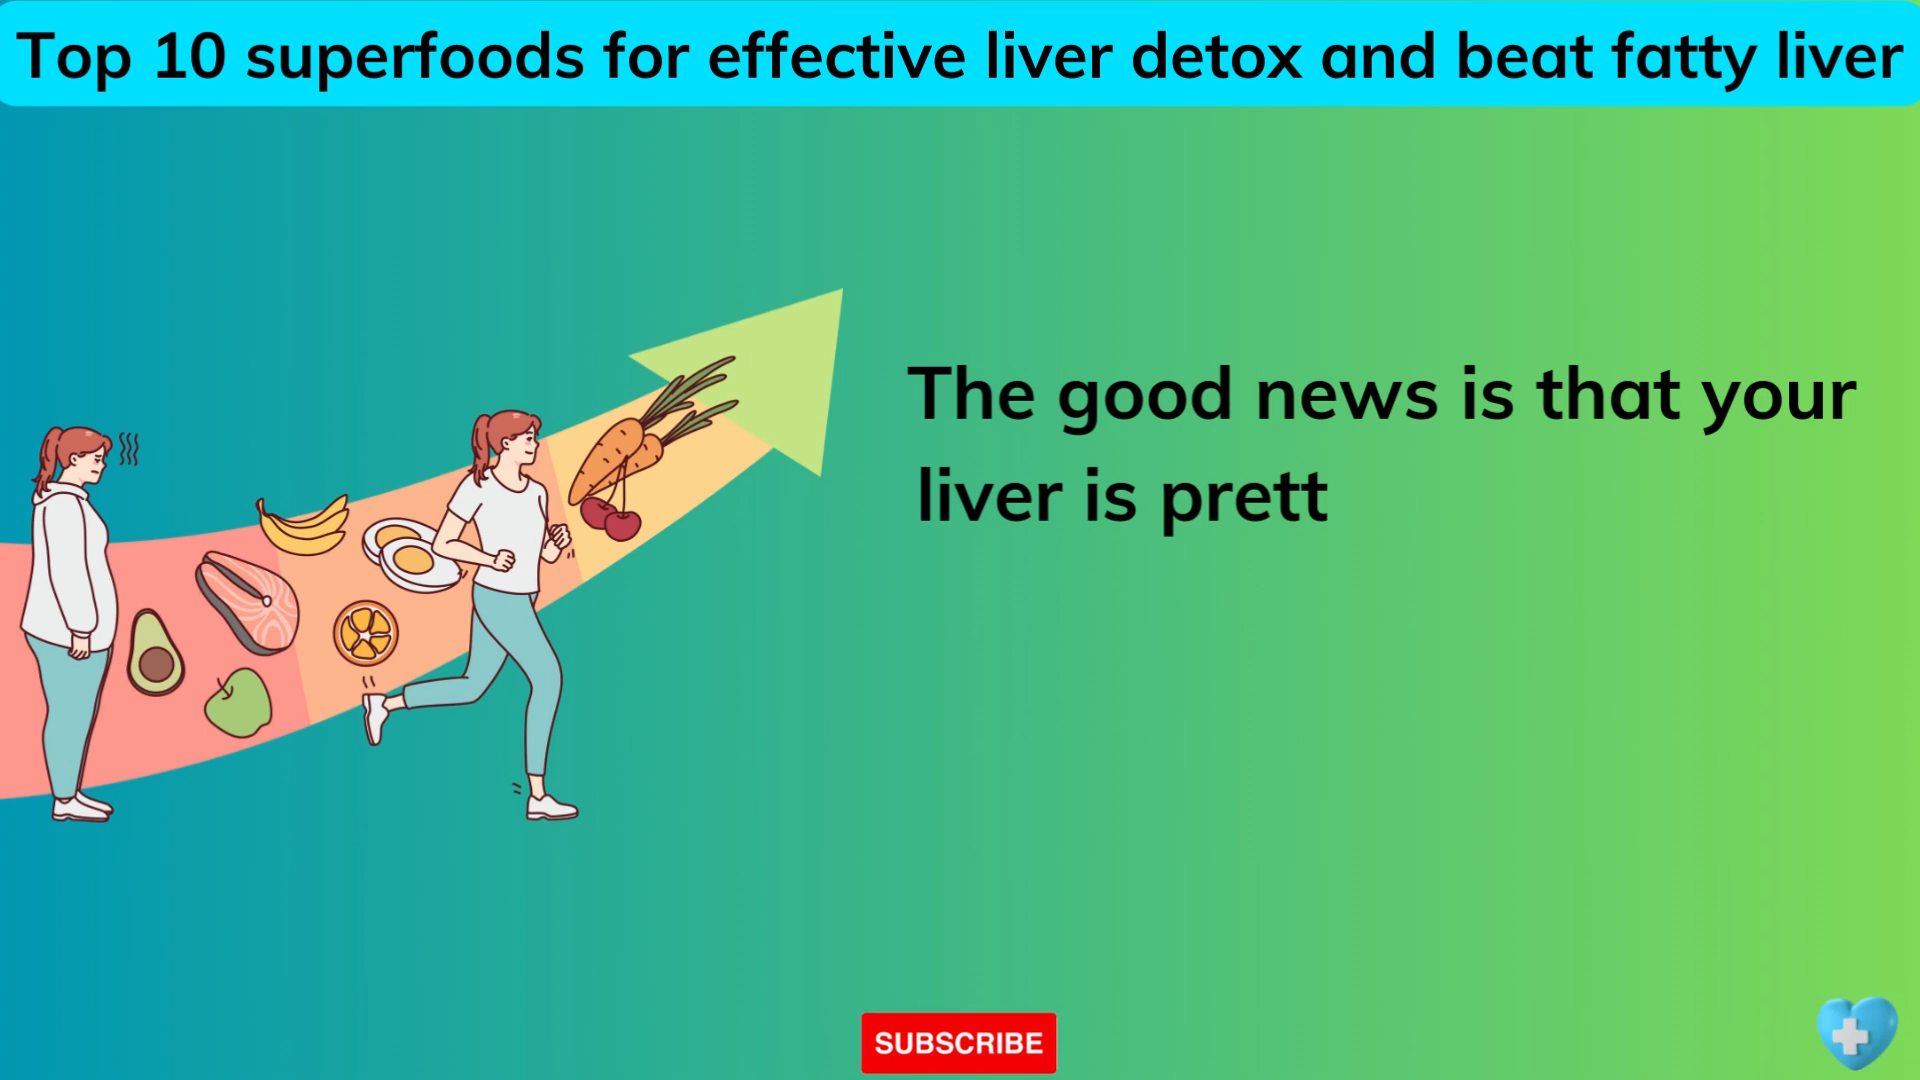 Top 10 superfoods for effective liver detox and beat fatty liver
The good news is that your
liver is prett
SUBSCRIBE